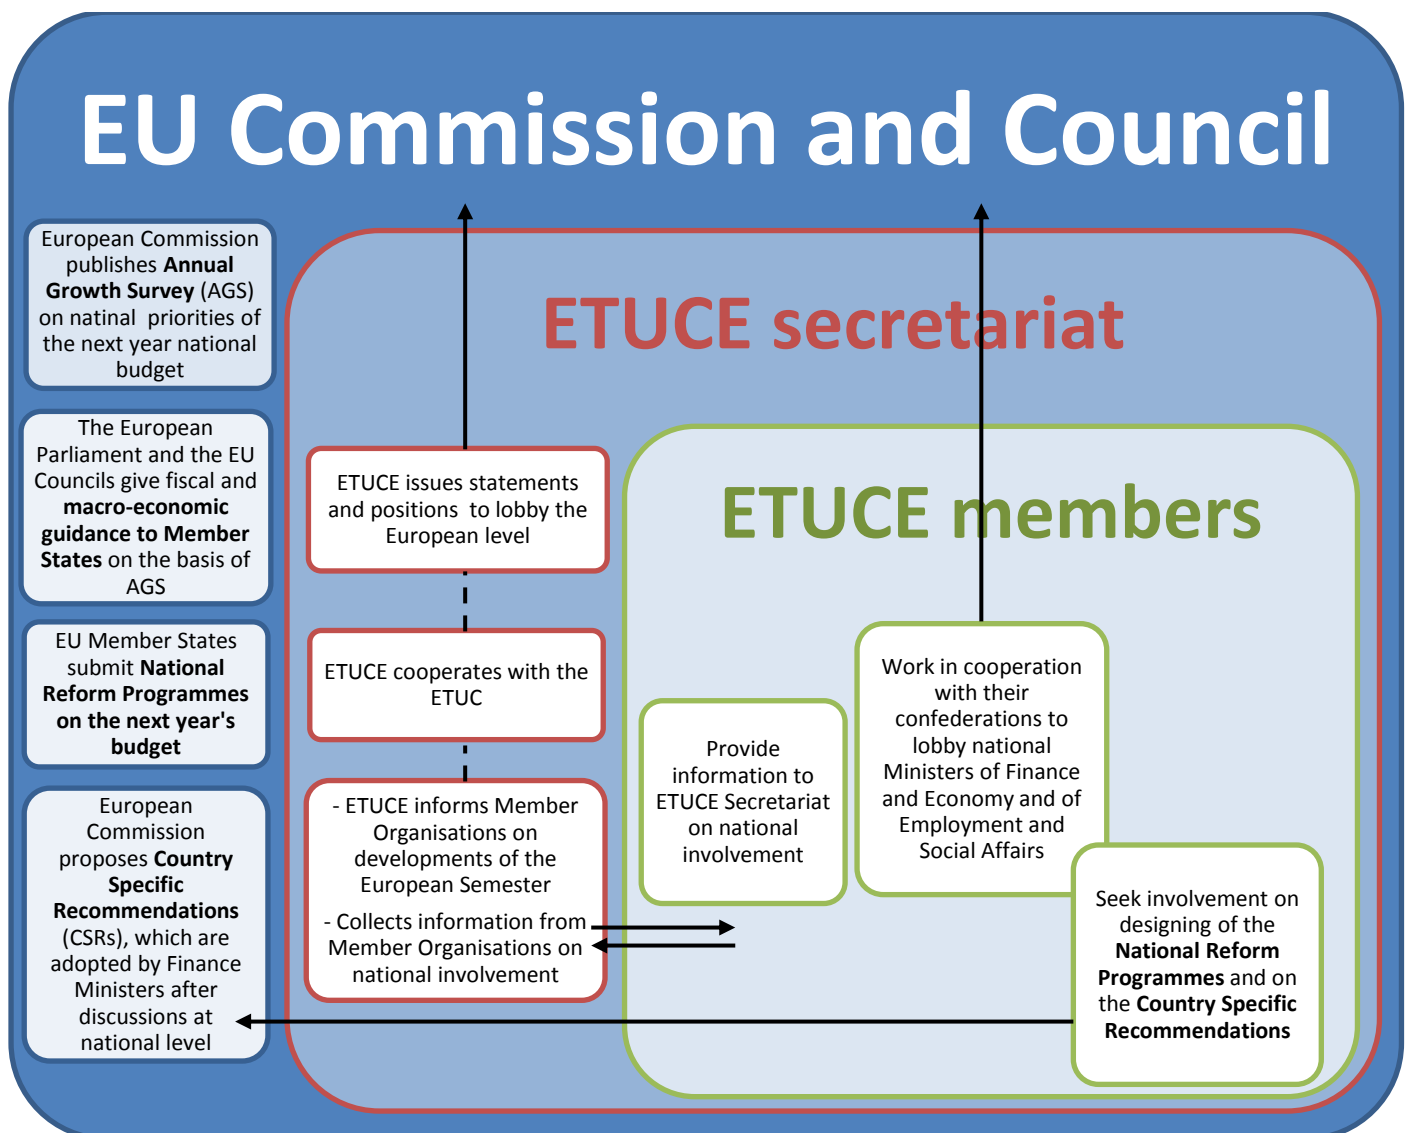 EU Commission and Council
European Commission
publishes Annual
Growth Survey (AGS)
on natinal  priorities of
the next year national
budget
The European
Parliament and the EU
Councils give fiscal and
macro-economic
guidance to Member
States on the basis of
AGS
EU Member States
submit National
Reform Programmes
on the next year's
budget
European
Commission
proposes Country
Specific
Recommendations
(CSRs), which are
adopted by Finance
Ministers after
discussions at
national level
ETUCE secretariat
ETUCE issues statements
and positions  to lobby the
European level
ETUCE cooperates with the
ETUC
- ETUCE informs Member
Organisations on
developments of the
European Semester
- Collects information from
Member Organisations on
national involvement
ETUCE members
Provide
information to
ETUCE Secretariat
on national
involvement
Work in cooperation
with their
confederations to
lobby national
Ministers of Finance
and Economy and of
Employment and
Social Affairs
Seek involvement on
designing of the
National Reform
Programmes and on
the Country Specific
Recommendations